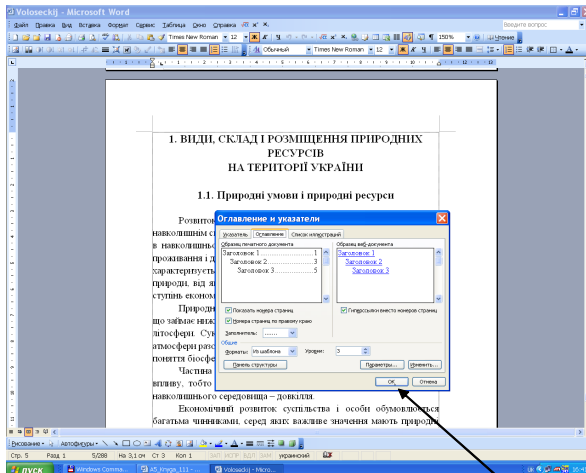 Voloseckij - Microsoft Word
Файл Правка Вид Вставка Формат Сервис Таблица Окно Справка
Введите вопрос
Times New Roman 12 Ж К Ч
150% Чтение
Обычный Times New Roman 12 Ж К Ч
1. ВИДИ, СКЛАД І РОЗМІЩЕННЯ ПРИРОДНИХ
РЕСУРСІВ
НА ТЕРИТОРІЇ УКРАЇНИ
1.1. Природні умови і природні ресурси
Розвиток
навколишнім
в навколишньо
проживання і д
характеризуєть
природи, від я
ступінь економ
Природн
що займає ниж
літосфери. Сук
атмосфери разо
поняття біосфе
Частина
впливу, тобто
навколишнього середовища – довкілля.
Економічний розвиток суспільства і особи обумовлюється
багатьма чинниками, серед яких важливе значення мають природні
Оглавление и указатели
Указатель Оглавление Список иллюстраций
Образец печатного документа Образец веб-документа
Заголовок 1..............1 Заголовок 1
Заголовок 2............3 Заголовок 2
Заголовок 3..........5 Заголовок 3
Показать номера страниц Гиперссылки вместо номеров страниц
Номера страниц по правому краю
Заполнитель: .......
Общие
Форматы: Из шаблона Уровни: 3
Панель структуры Параметры... Изменить...
ОК Отмена
Рисование Автофигуры
Стр. 5 Разд 1 5/288 На 3,1см Ст 3 Кол 1 ЗАП ИСПР ВДЛ ЗАМ украинский
пуск Windows Comma... A5_Knyga_111 - ... Voloseckij - Micro... UK